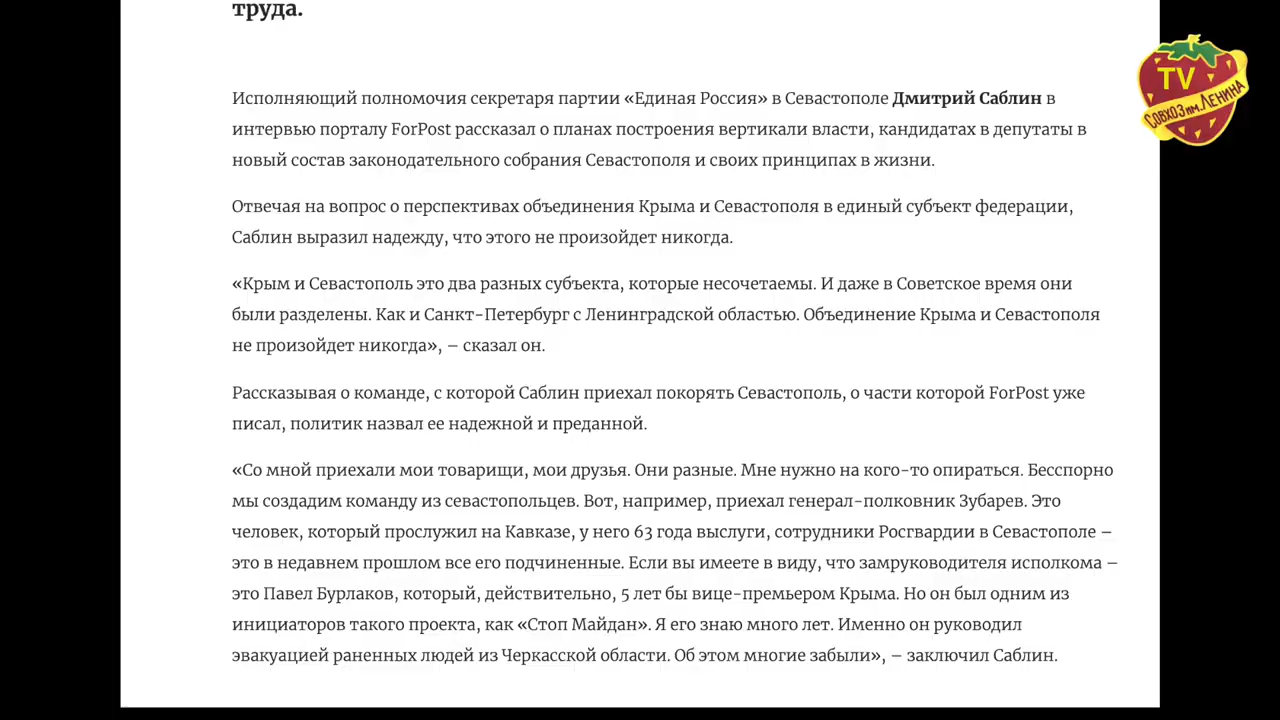 труда.
Исполняющий полномочия секретаря партии «Единая Россия» в Севастополе Дмитрий Саблин в
интервью порталу ForPost рассказал о планах построения вертикали власти, кандидатах в депутаты в
новый состав законодательного собрания Севастополя и своих принципах в жизни.
Отвечая на вопрос о перспективах объединения Крыма и Севастополя в единый субъект федерации,
Саблин выразил надежду, что этого не произойдет никогда.
«Крым и Севастополь это два разных субъекта, которые несочетаемы. И даже в Советское время они
были разделены. Как и Санкт-Петербург с Ленинградской областью. Объединение Крыма и Севастополя
не произойдет никогда», – сказал он.
Рассказывая о команде, с которой Саблин приехал покорять Севастополь, о части которой ForPost уже
писал, политик назвал ее надежной и преданной.
«Со мной приехали мои товарищи, мои друзья. Они разные. Мне нужно на кого-то опираться. Бесспорно
мы создадим команду из севастопольцев. Вот, например, приехал генерал-полковник Зубарев. Это
человек, который прослужил на Кавказе, у него 63 года выслуги, сотрудники Росгвардии в Севастополе –
это в недавнем прошлом все его подчиненные. Если вы имеете в виду, что замруководителя исполкома –
это Павел Бурлаков, который, действительно, 5 лет бы вице-премьером Крыма. Но он был одним из
инициаторов такого проекта, как «Стоп Майдан». Я его знаю много лет. Именно он руководил
эвакуацией раненных людей из Черкасской области. Об этом многие забыли», – заключил Саблин.
TV
СОВХОЗ им. ЛЕНИНА